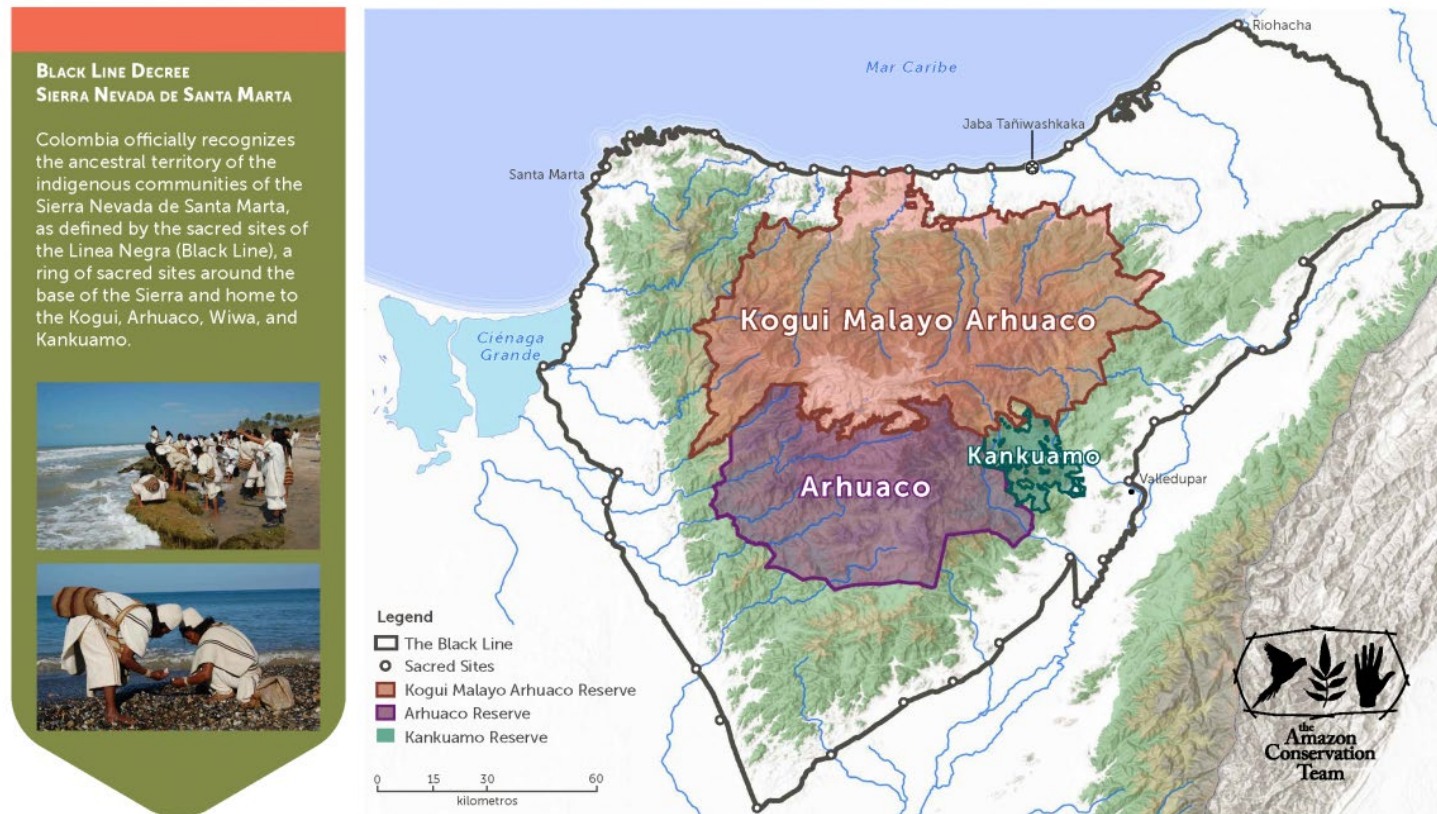 BLACK LINE DECREE
SIERRA NEVADA DE SANTA MARTA
Colombia officially recognizes
the ancestral territory of the
indigenous communities of the
Sierra Nevada de Santa Marta,
as defined by the sacred sites of
the Linea Negra (Black Line), a
ring of sacred sites around the
base of the Sierra and home to
the Kogui, Arhuaco, Wiwa, and
Kankuamo.
Riohacha
Mar Caribe
Jaba Tañiwashkaka
Santa Marta
Ciénaga
Grande
Kogui Malayo Arhuaco
Kankuamo
Arhuaco
Valledupar
Legend
The Black Line
Sacred Sites
Kogui Malayo Arhuaco Reserve
Arhuaco Reserve
Kankuamo Reserve
0 15 30 60
kilometros
the
Amazon
Conservation
Team